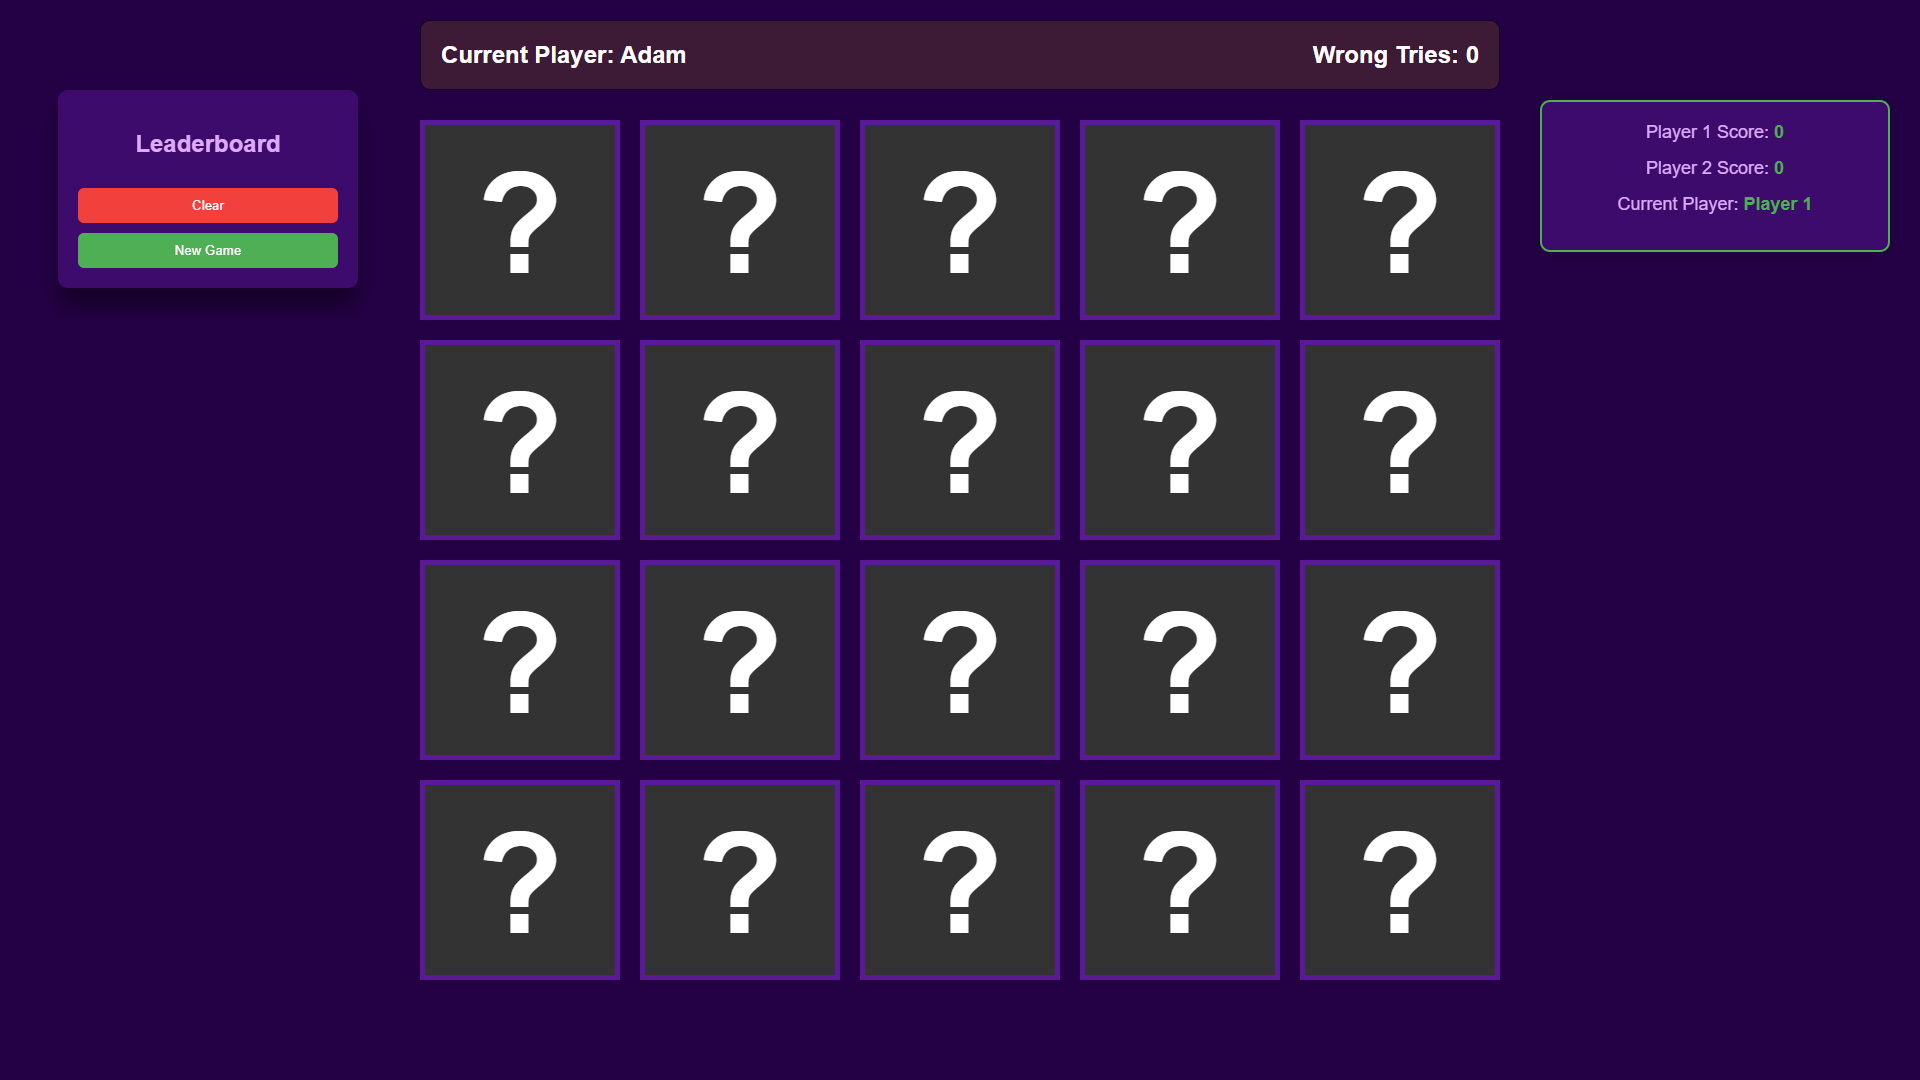 Current Player: Adam
Wrong Tries: 0
Leaderboard
Clear
New Game
Player 1 Score: 0
Player 2 Score: 0
Current Player: Player 1
? ? ? ? ?
? ? ? ? ?
? ? ? ? ?
? ? ? ? ?